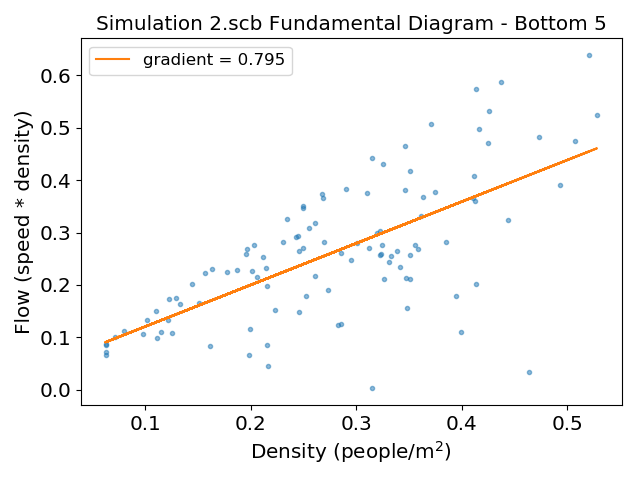 Simulation 2.scb Fundamental Diagram - Bottom 5
gradient = 0.795
Flow (speed * density)
0.6
0.5
0.4
0.3
0.2
0.1
0.0
0.1 0.2 0.3 0.4 0.5
Density (people/m²)